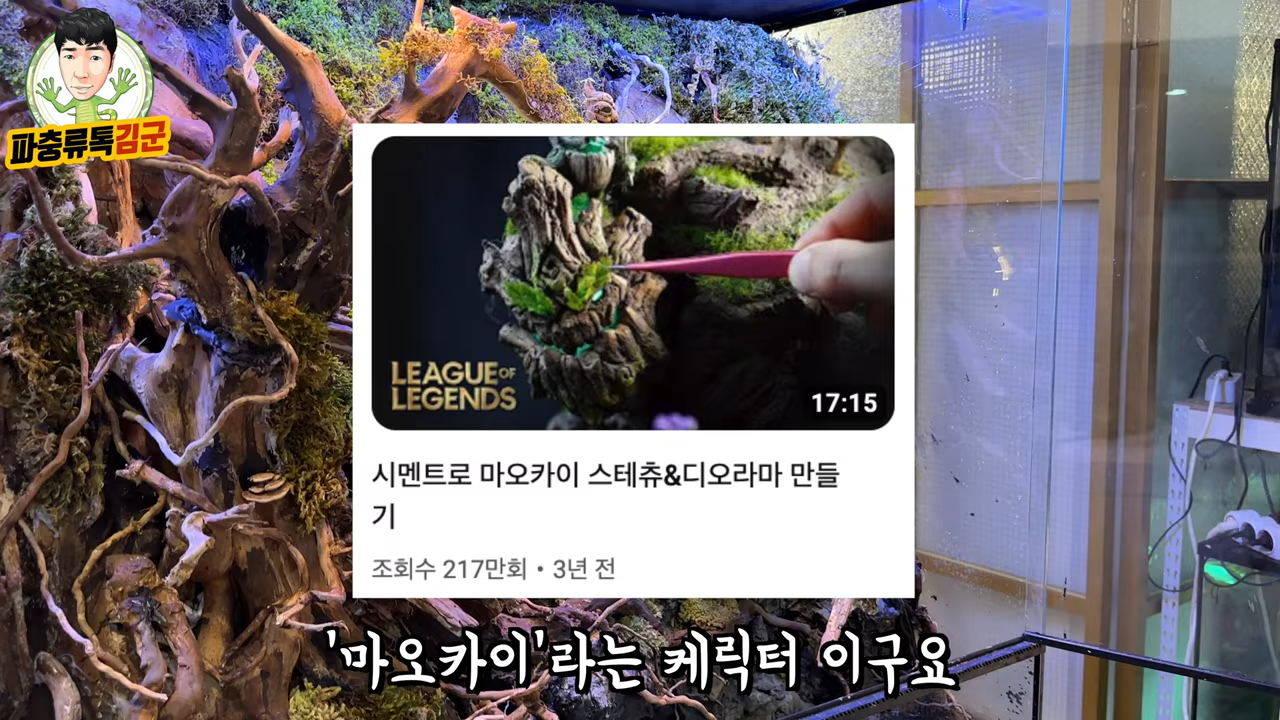 파충류톡김군
LEAGUE OF
LEGENDS
17:15
시멘트로 마오카이 스테츄&디오라마 만들
기
조회수 217만회 • 3년 전
'마오카이'라는 케릭터 이구요